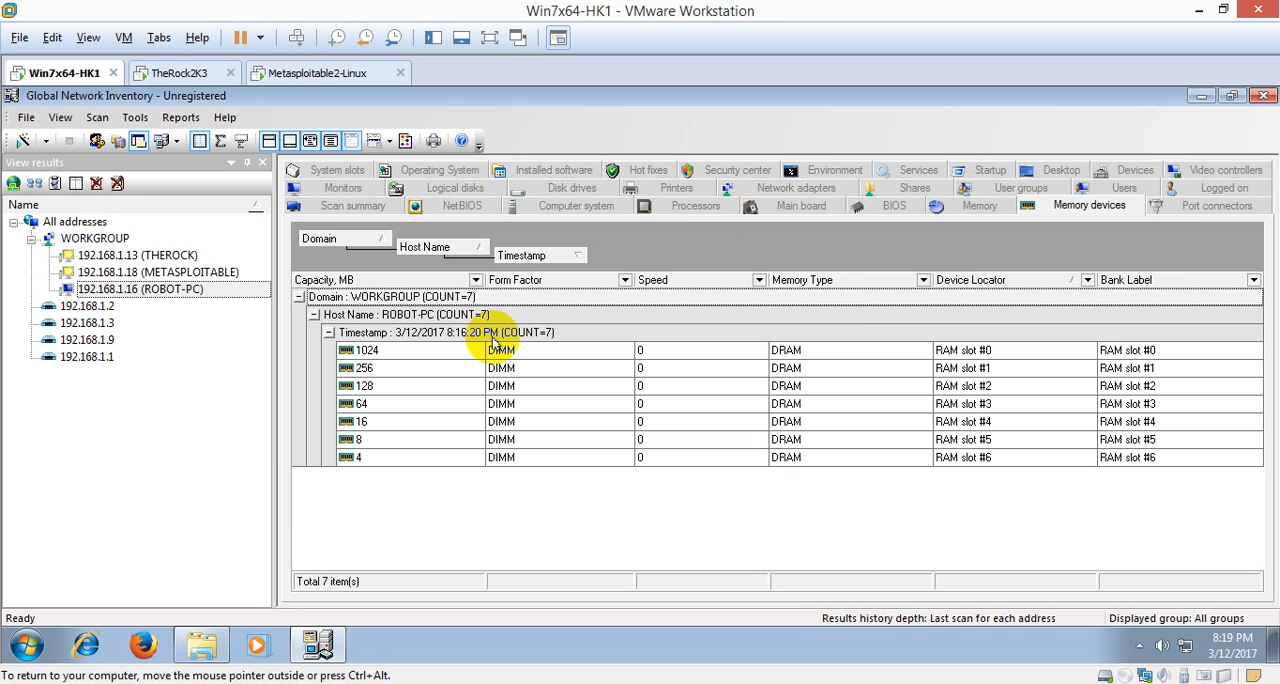 Win7x64-HK1 - VMware Workstation
File Edit View VM Tabs Help
Win7x64-HK1 TheRock2K3 Metasploitable2-Linux
Global Network Inventory - Unregistered
File View Scan Tools Reports Help
View results
Name
All addresses
WORKGROUP
192.168.1.13 (THEROCK)
192.168.1.18 (METASPLOITABLE)
192.168.1.16 (ROBOT-PC)
192.168.1.2
192.168.1.3
192.168.1.9
192.168.1.1
System slots Operating System Installed software Hot fixes Security center Environment Services Startup Desktop Devices Video controllers
Monitors Logical disks Disk drives Printers Network adapters Shares User groups Users Logged on
Scan summary NetBIOS Computer system Processors Main board BIOS Memory Memory devices Port connectors
Domain
Host Name
Timestamp
Capacity, MB Form Factor Speed Memory Type Device Locator Bank Label
Domain : WORKGROUP (COUNT=7)
Host Name : ROBOT-PC (COUNT=7)
Timestamp : 3/12/2017 8:16:20 PM (COUNT=7)
1024 DIMM 0 DRAM RAM slot #0 RAM slot #0
256 DIMM 0 DRAM RAM slot #1 RAM slot #1
128 DIMM 0 DRAM RAM slot #2 RAM slot #2
64 DIMM 0 DRAM RAM slot #3 RAM slot #3
16 DIMM 0 DRAM RAM slot #4 RAM slot #4
8 DIMM 0 DRAM RAM slot #5 RAM slot #5
4 DIMM 0 DRAM RAM slot #6 RAM slot #6
Total 7 item(s)
Ready Results history depth: Last scan for each address Displayed group: All groups
8:19 PM
3/12/2017
To return to your computer, move the mouse pointer outside or press Ctrl+Alt.